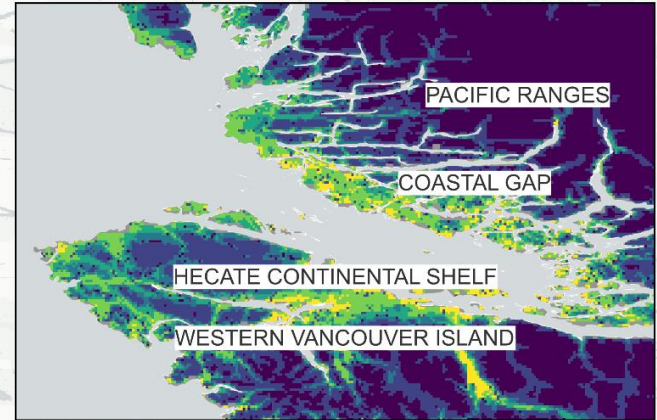 PACIFIC RANGES
COASTAL GAP
HECATE CONTINENTAL SHELF
WESTERN VANCOUVER ISLAND